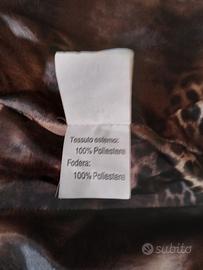 Tessuto esterno:
100% Poliestere
Fodera:
100% Poliestere
subito